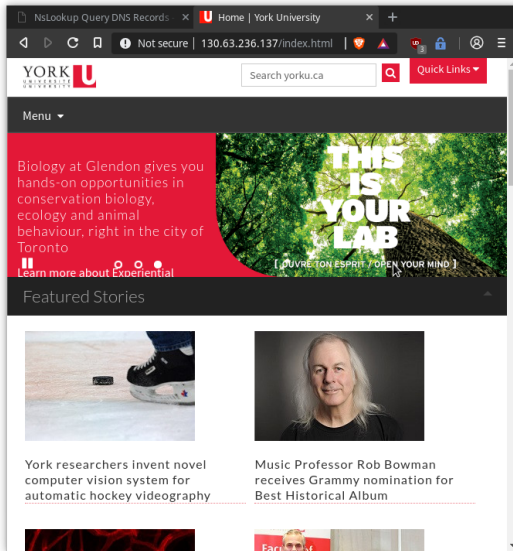 NsLookup Query DNS Records
Home | York University
Not secure | 130.63.236.137/index.html
3
YORK U
UNIVERSITÉ
UNIVERSITY
Search yorku.ca
Quick Links
Menu
Biology at Glendon gives you
hands-on opportunities in
conservation biology,
ecology and animal
behaviour, right in the city of
Toronto
Learn more about Experiential
THIS
IS
YOUR
LAB
[ OUVRE TON ESPRIT / OPEN YOUR MIND ]
Featured Stories
York researchers invent novel
computer vision system for
automatic hockey videography
Music Professor Rob Bowman
receives Grammy nomination for
Best Historical Album
Faculty of